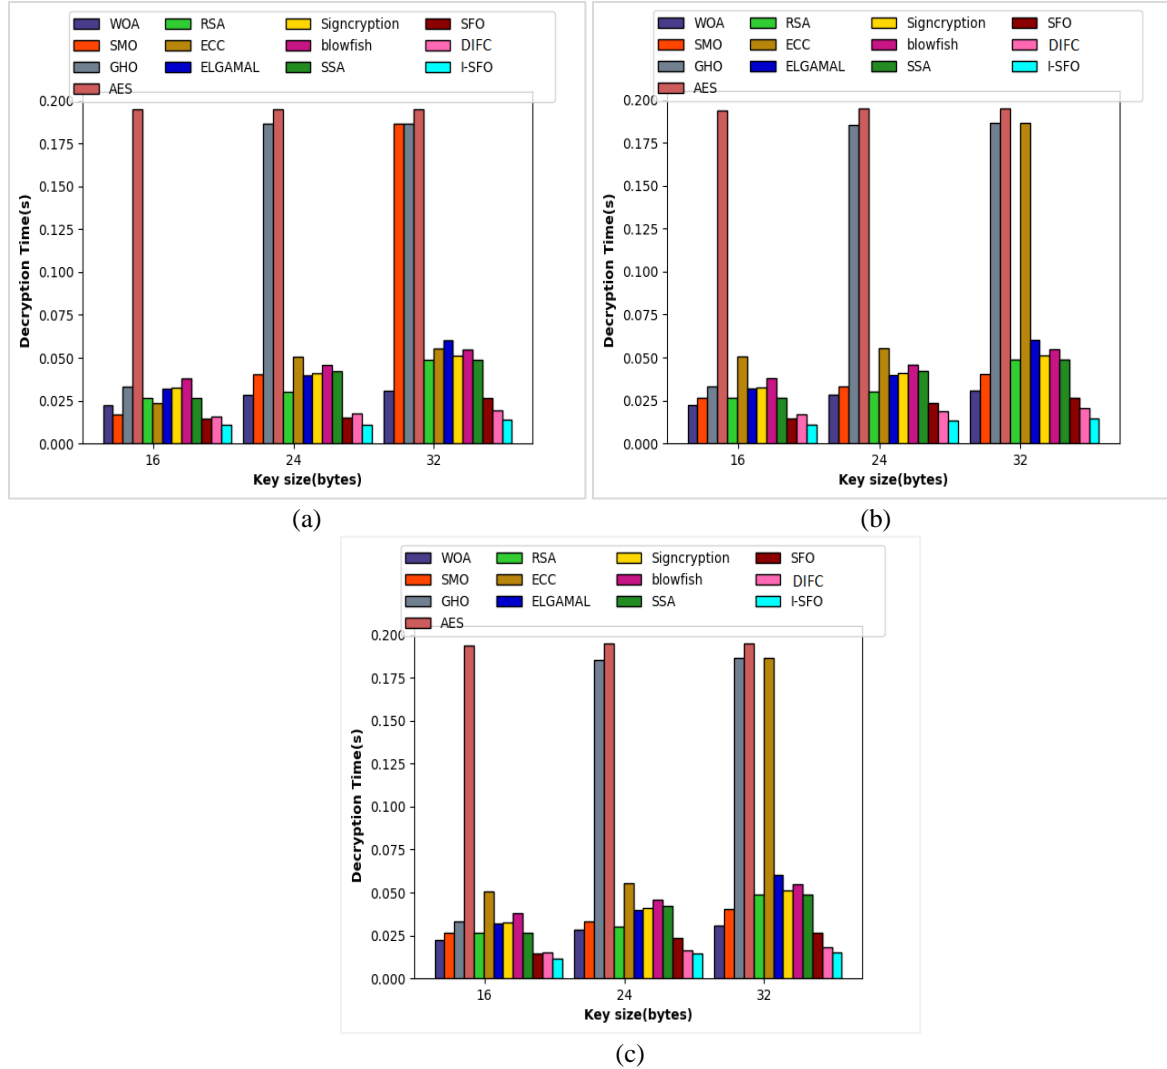 WOA RSA Signcryption SFO
SMO ECC blowfish DIFC
GHO ELGAMAL SSA I-SFO
AES
0.200
0.175
0.150
0.125
0.100
0.075
0.050
0.025
0.000
Decryption Time(s)
16 24 32
Key size(bytes)
(a)
WOA RSA Signcryption SFO
SMO ECC blowfish DIFC
GHO ELGAMAL SSA I-SFO
AES
0.200
0.175
0.150
0.125
0.100
0.075
0.050
0.025
0.000
Decryption Time(s)
16 24 32
Key size(bytes)
(b)
WOA RSA Signcryption SFO
SMO ECC blowfish DIFC
GHO ELGAMAL SSA I-SFO
AES
0.200
0.175
0.150
0.125
0.100
0.075
0.050
0.025
0.000
Decryption Time(s)
16 24 32
Key size(bytes)
(c)